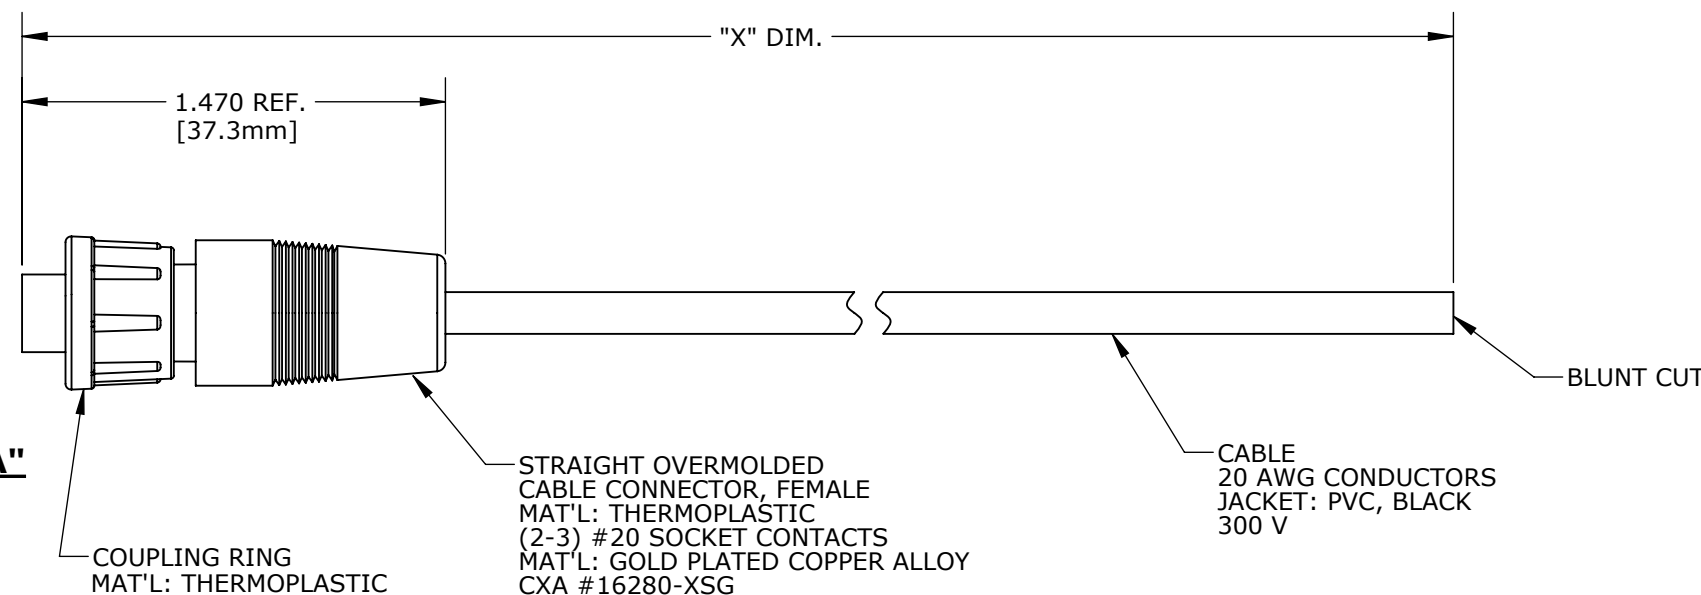 "X" DIM.
1.470 REF.
[37.3mm]
BLUNT CUT
A"
STRAIGHT OVERMOLDED
CABLE CONNECTOR, FEMALE
MAT'L: THERMOPLASTIC
(2-3) #20 SOCKET CONTACTS
MAT'L: GOLD PLATED COPPER ALLOY
CXA #16280-XSG
CABLE
20 AWG CONDUCTORS
JACKET: PVC, BLACK
300 V
COUPLING RING
MAT'L: THERMOPLASTIC